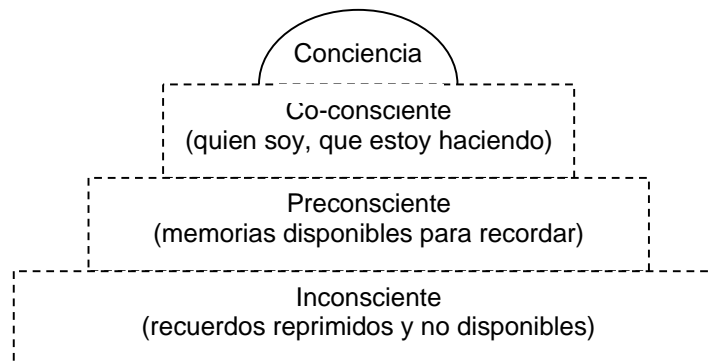 Conciencia
Co-consciente
(quien soy, que estoy haciendo)
Preconsciente
(memorias disponibles para recordar)
Inconsciente
(recuerdos reprimidos y no disponibles)